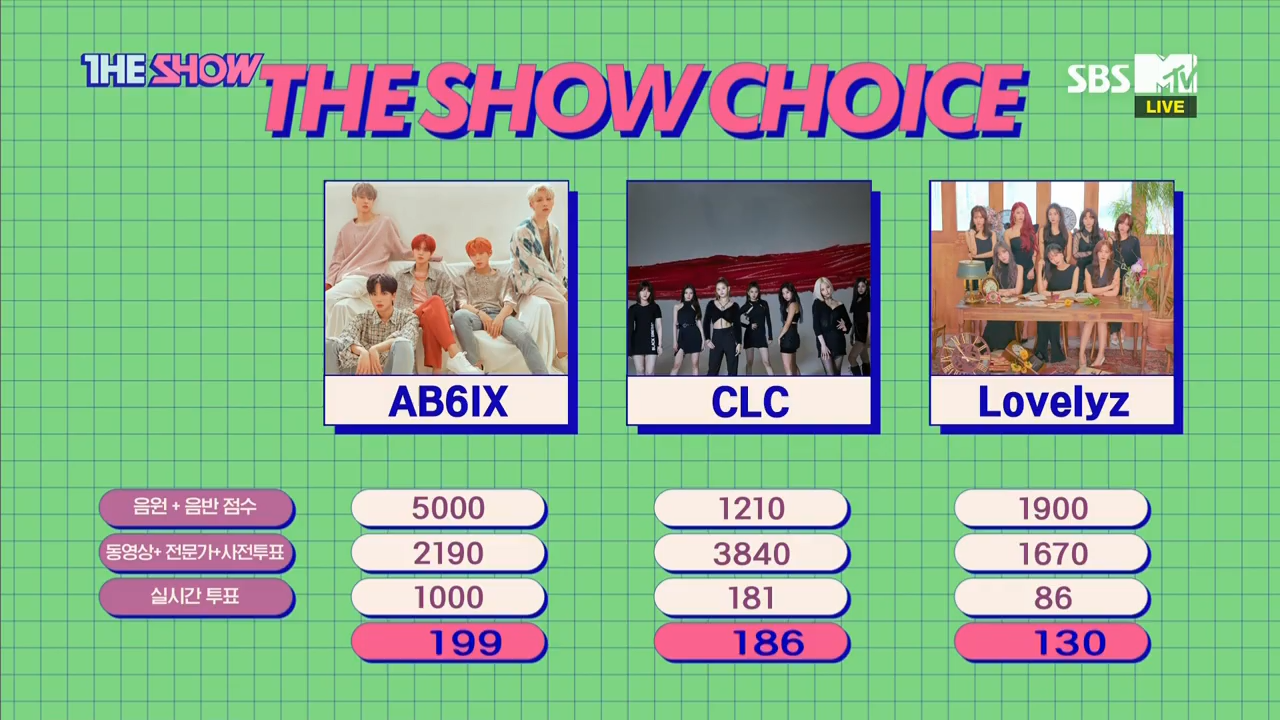 THE SHOW
THE SHOW CHOICE
SBS MTV
LIVE
AB6IX
CLC
Lovelyz
음원 + 음반 점수 5000 1210 1900
동영상+ 전문가+사전투표 2190 3840 1670
실시간 투표 1000 181 86
199 186 130